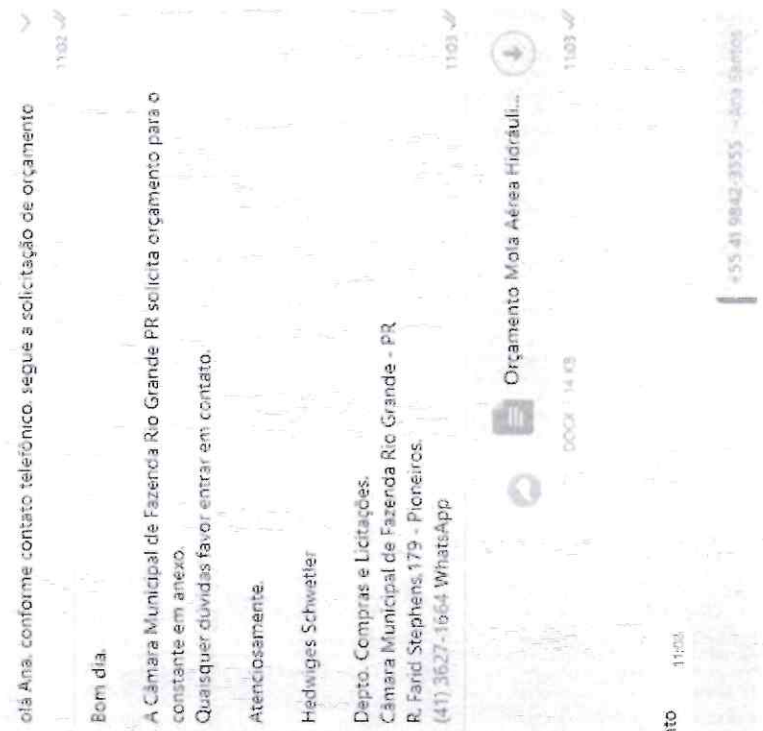 olá Ana, conforme contato telefônico, segue a solicitação de orçamento
11:02
Bom dia.
A Câmara Municipal de Fazenda Rio Grande PR solicita orçamento para o
constante em anexo.
Quaisquer dúvidas favor entrar em contato.
Atenciosamente.
Hedwiges Schwetler
Depto. Compras e Licitações.
Câmara Municipal de Fazenda Rio Grande - PR
R. Farid Stephens, 179 - Pioneiros.
(41) 3627-1664 WhatsApp
11:03
Orçamento Mola Aérea Hidráuli...
DOCX 14 KB
11:03
+55 41 9842-3555 ~Ana Santos
nto
11:03